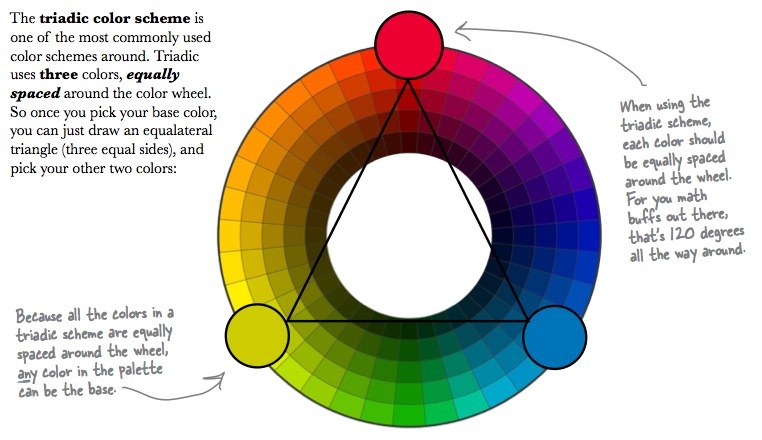 The triadic color scheme is
one of the most commonly used
color schemes around. Triadic
uses three colors, equally
spaced around the color wheel.
So once you pick your base color,
you can just draw an equalateral
triangle (three equal sides), and
pick your other two colors:
When using the
triadic scheme,
each color should
be equally spaced
around the wheel.
For you math
buffs out there,
that's 120 degrees
all the way around.
Because all the colors in a
triadic scheme are equally
spaced around the wheel,
any color in the palette
can be the base.